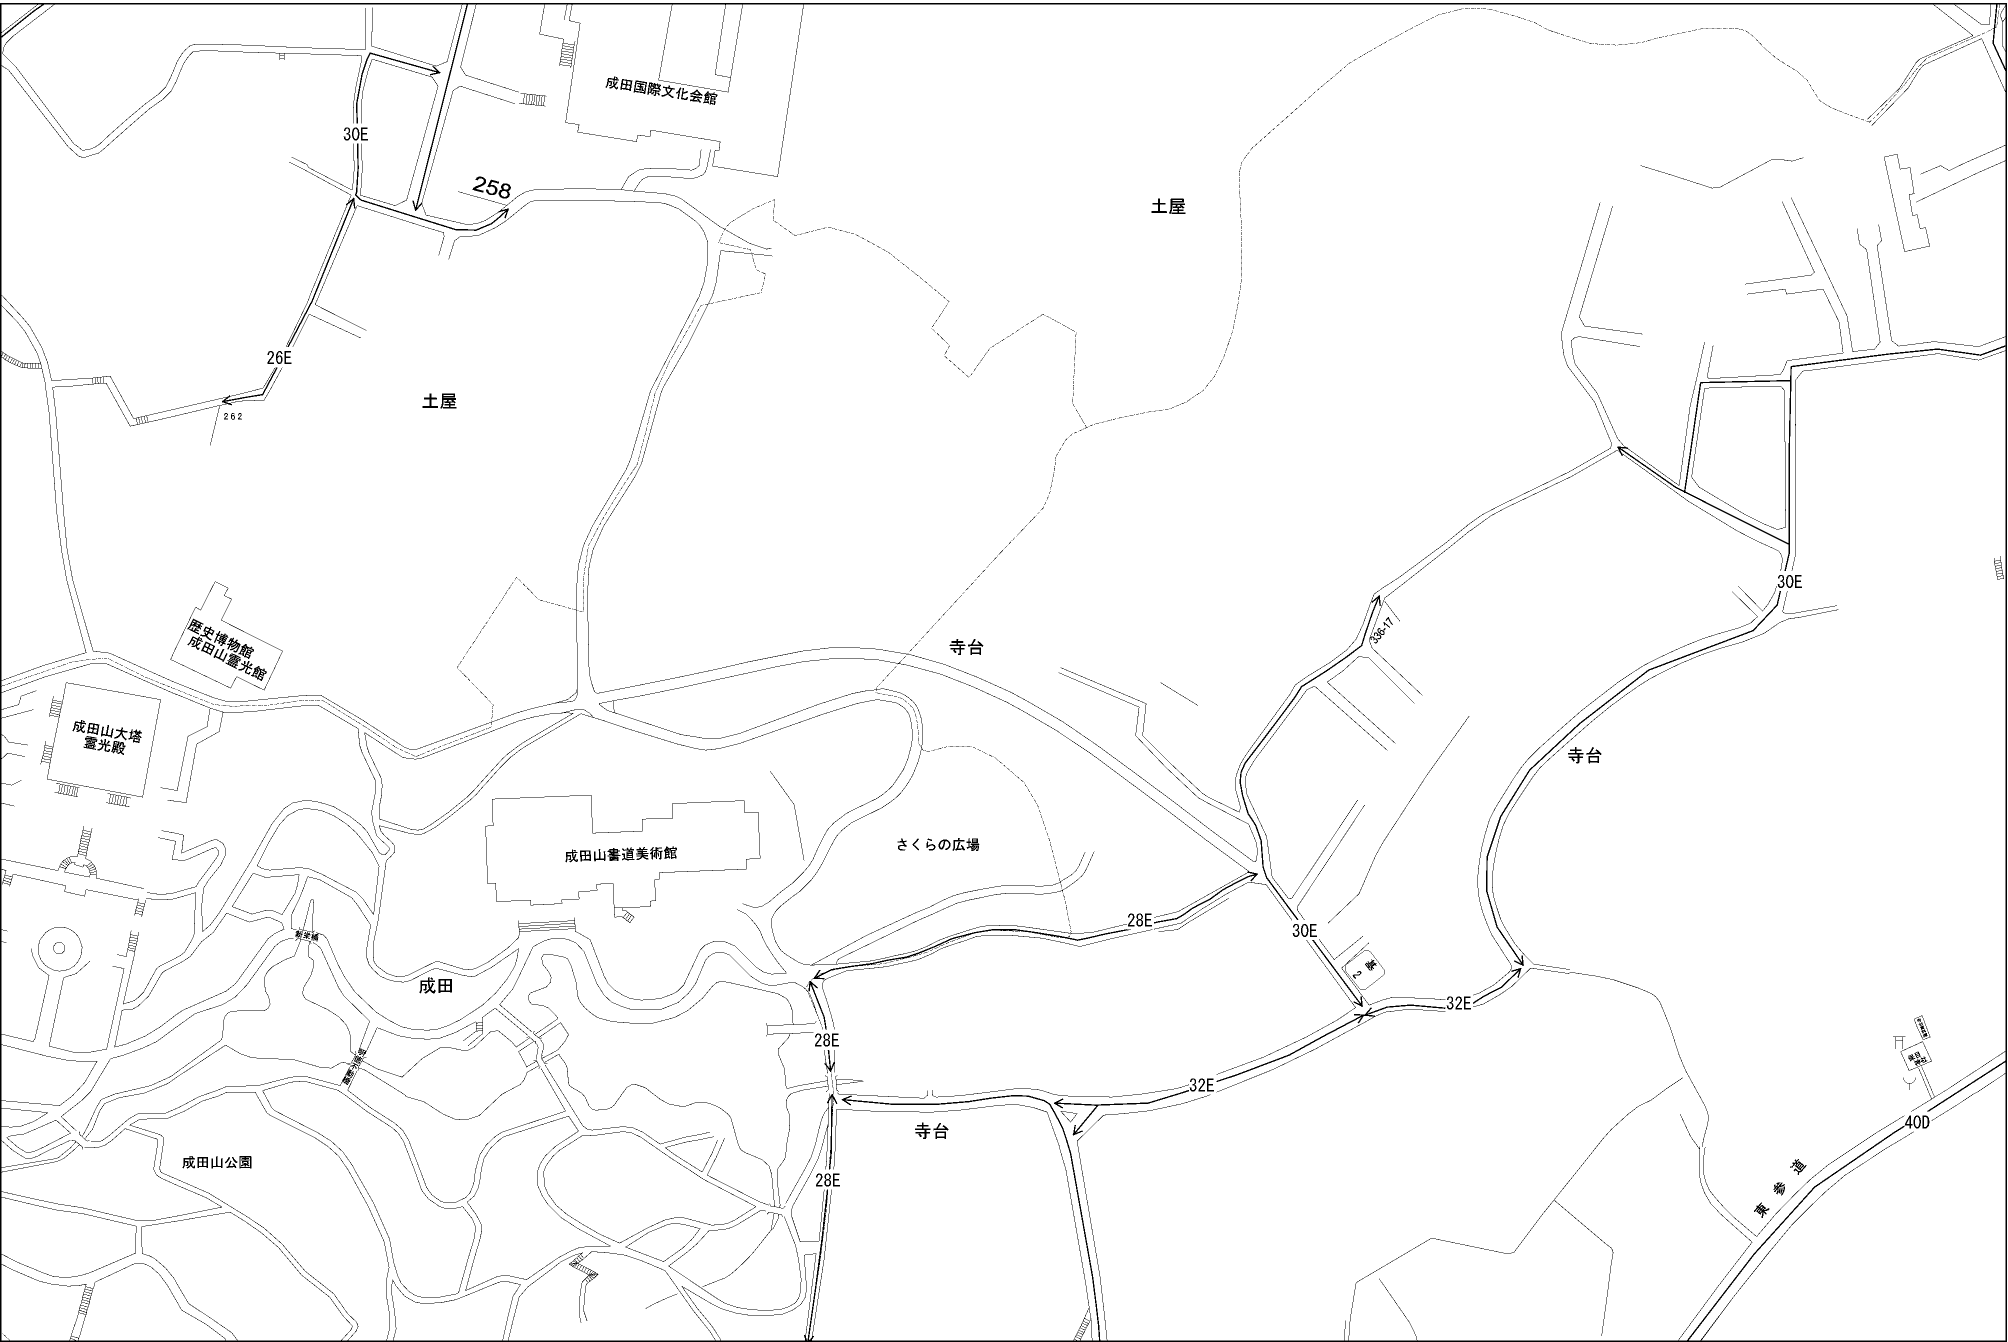 成田国際文化会館
30E
258
土屋
26E
262
土屋
30E
歴史博物館
成田山霊光館
336-17
寺台
成田山大塔
霊光殿
寺台
さくらの広場
成田山書道美術館
28E
30E
墓
2
成田
32E
28E
32E
寺台
40D
成田山公園
28E
東参道